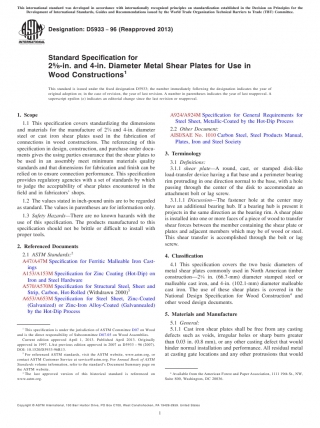 This international standard was developed in accordance with internationally recognized principles on standardization established in the Decision on Principles for the
Development of International Standards, Guides and Recommendations issued by the World Trade Organization Technical Barriers to Trade (TBT) Committee.
Designation: D5933 − 96 (Reapproved 2013)
Standard Specification for
2⅝-in. and 4-in. Diameter Metal Shear Plates for Use in
Wood Constructions¹
This standard is issued under the fixed designation D5933; the number immediately following the designation indicates the year of
original adoption or, in the case of revision, the year of last revision. A number in parentheses indicates the year of last reapproval. A
superscript epsilon (ε) indicates an editorial change since the last revision or reapproval.
1. Scope
1.1 This specification covers standardizing the dimensions
and materials for the manufacture of 2⅝ and 4-in. diameter
steel or cast iron shear plates used in the fabrication of
connections in wood constructions. The referencing of this
specification in design, construction, and purchase order docu-
ments gives the using parties assurance that the shear plates to
be used in an assembly meet minimum materials quality
standards and that dimensions for fabrication and finish can be
relied on to ensure connection performance. This specification
provides regulatory agencies with a set of standards by which
to judge the acceptability of shear plates encountered in the
field and in fabricators' shops.
1.2 The values stated in inch-pound units are to be regarded
as standard. The values in parentheses are for information only.
1.3 Safety Hazards—There are no known hazards with the
use of this specification. The products manufactured to this
specification should not be brittle or difficult to install with
proper tools.
2. Referenced Documents
2.1 ASTM Standards:²
A47/A47M Specification for Ferritic Malleable Iron Cast-
ings
A153/A153M Specification for Zinc Coating (Hot-Dip) on
Iron and Steel Hardware
A570/A570M Specification for Structural Steel, Sheet and
Strip, Carbon, Hot-Rolled (Withdrawn 2000)³
A653/A653M Specification for Steel Sheet, Zinc-Coated
(Galvanized) or Zinc-Iron Alloy-Coated (Galvannealed)
by the Hot-Dip Process
¹ This specification is under the jurisdiction of ASTM Committee D07 on Wood
and is the direct responsibility of Subcommittee D07.05 on Wood Assemblies.
Current edition approved April 1, 2013. Published April 2013. Originally
approved in 1997. Last previous edition approved in 2007 as D5933 – 96 (2007).
² For referenced ASTM standards, visit the ASTM website, www.astm.org, or
contact ASTM Customer Service at service@astm.org. For Annual Book of ASTM
Standards volume information, refer to the standard's Document Summary page on
the ASTM website.
³ The last approved version of this historical standard is referenced on
www.astm.org.
A924/A924M Specification for General Requirements for
Steel Sheet, Metallic-Coated by the Hot-Dip Process
2.2 Other Document:
AISI/SAE No. 1010 Carbon Steel, Steel Products Manual,
Plates, Iron and Steel Society
3. Terminology
3.1 Definitions:
3.1.1 shear plate—A round, cast, or stamped disk-like
load-transfer device having a flat base and a perimeter bearing
rim protruding in one direction normal to the base, with a hole
passing through the center of the disk to accommodate an
attachment bolt or lag screw.
3.1.1.1 Discussion—The fastener hole at the center may
have an additional bearing hub. If a bearing hub is present it
projects in the same direction as the bearing rim. A shear plate
is installed into one or more faces of a piece of wood to transfer
shear forces between the member containing the shear plate or
plates and adjacent members which may be of wood or steel.
This shear transfer is accomplished through the bolt or lag
screw.
4. Classification
4.1 This specification covers the two basic diameters of
metal shear plates commonly used in North American timber
construction—2⅝ in. (66.7-mm) diameter stamped steel or
malleable cast iron, and 4-in. (102.1-mm) diameter malleable
cast iron. The use of these shear plates is covered in the
National Design Specification for Wood Construction⁴ and
other wood design documents.
5. Materials and Manufacture
5.1 General:
5.1.1 Cast iron shear plates shall be free from any casting
defects such as voids, irregular holes or sharp burrs greater
than 0.03 in. (0.8 mm), or any other casting defect that would
hinder normal installation and performance. All residual metal
at casting gate locations and any other protrusions that would
⁴ Available from the American Forest and Paper Association, 1111 19th St., NW,
Suite 800, Washington, DC 20036.
Copyright © ASTM International, 100 Barr Harbor Drive, PO Box C700, West Conshohocken, PA 19428-2959. United States
1